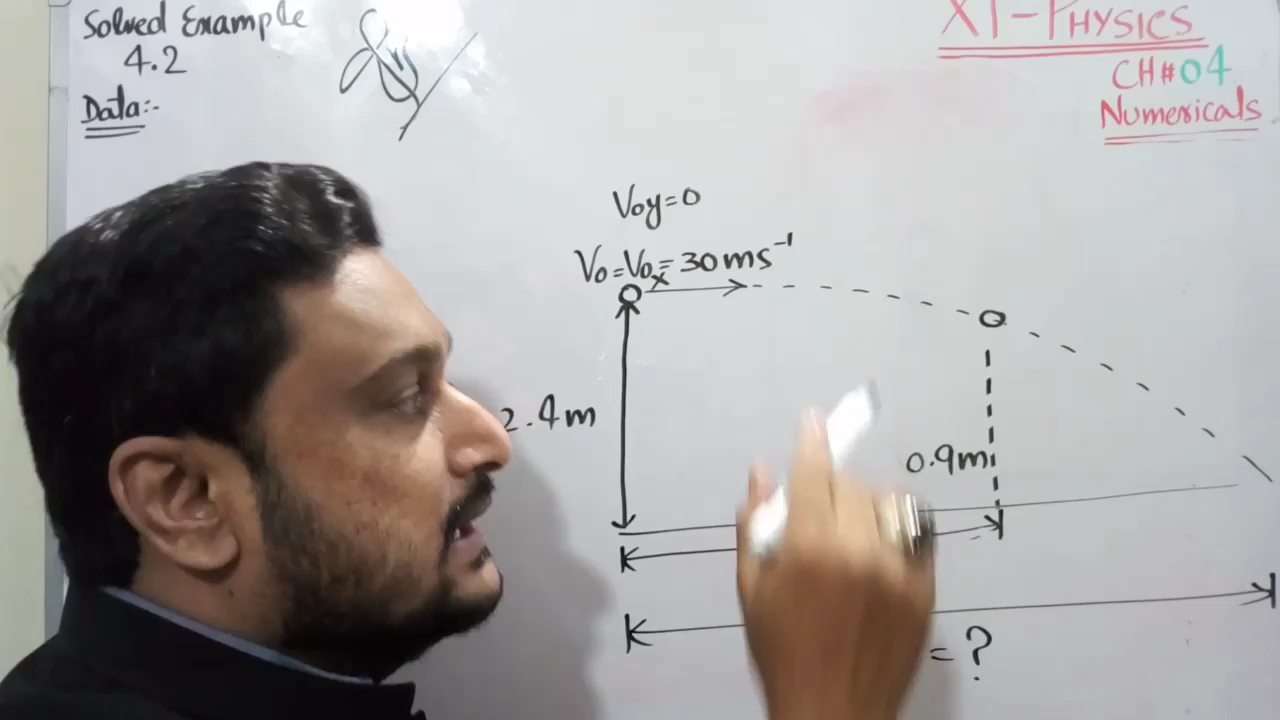 Solved Example
4.2
Data:-
XI-PHYSICS
CH#04
Numericals
Voy=0
Vo=Vox=30ms⁻¹
2.4m
0.9m
=?